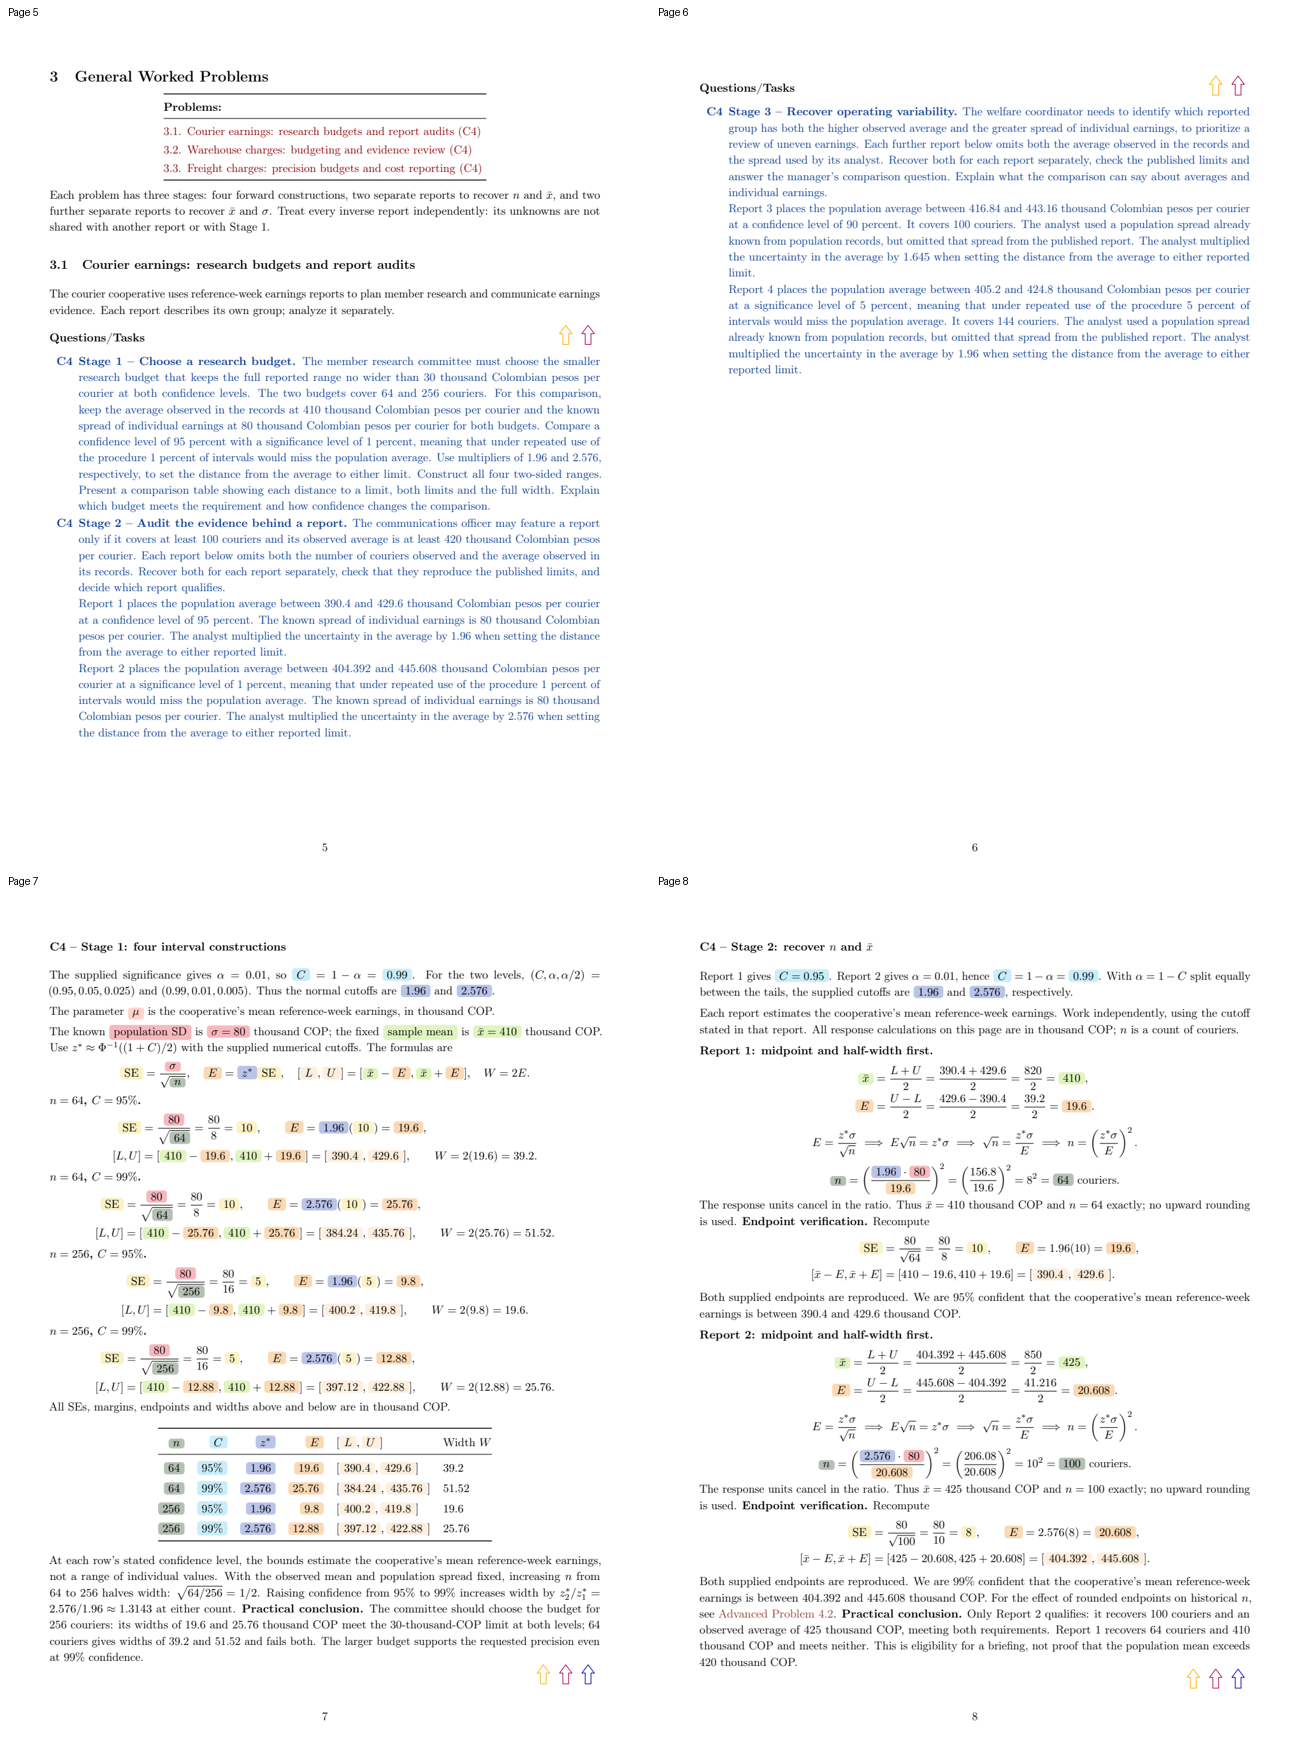 Page 5
3 General Worked Problems
Problems:
3.1. Courier earnings: research budgets and report audits (C4)
3.2. Warehouse charges: budgeting and evidence review (C4)
3.3. Freight charges: precision budgets and cost reporting (C4)
Each problem has three stages: four forward constructions, two separate reports to recover n and x̄, and two
further separate reports to recover x̄ and σ. Treat every inverse report independently: its unknowns are not
shared with another report or with Stage 1.
3.1 Courier earnings: research budgets and report audits
The courier cooperative uses reference-week earnings reports to plan member research and communicate earnings
evidence. Each report describes its own group; analyze it separately.
Questions/Tasks
C4 Stage 1 – Choose a research budget. The member research committee must choose the smaller
research budget that keeps the full reported range no wider than 30 thousand Colombian pesos per
courier at both confidence levels. The two budgets cover 64 and 256 couriers. For this comparison,
keep the average observed in the records at 410 thousand Colombian pesos per courier and the known
spread of individual earnings at 80 thousand Colombian pesos per courier for both budgets. Compare a
confidence level of 95 percent with a significance level of 1 percent, meaning that under repeated use of
the procedure 1 percent of intervals would miss the population average. Use multipliers of 1.96 and 2.576,
respectively, to set the distance from the average to either limit. Construct all four two-sided ranges.
Present a comparison table showing each distance to a limit, both limits and the full width. Explain
which budget meets the requirement and how confidence changes the comparison.
C4 Stage 2 – Audit the evidence behind a report. The communications officer may feature a report
only if it covers at least 100 couriers and its observed average is at least 420 thousand Colombian pesos
per courier. Each report below omits both the number of couriers observed and the average observed in
its records. Recover both for each report separately, check that they reproduce the published limits, and
decide which report qualifies.
Report 1 places the population average between 390.4 and 429.6 thousand Colombian pesos per courier
at a confidence level of 95 percent. The known spread of individual earnings is 80 thousand Colombian
pesos per courier. The analyst multiplied the uncertainty in the average by 1.96 when setting the distance
from the average to either reported limit.
Report 2 places the population average between 404.392 and 445.608 thousand Colombian pesos per
courier at a significance level of 1 percent, meaning that under repeated use of the procedure 1 percent of
intervals would miss the population average. The known spread of individual earnings is 80 thousand
Colombian pesos per courier. The analyst multiplied the uncertainty in the average by 2.576 when setting
the distance from the average to either reported limit.
5
Page 6
Questions/Tasks
C4 Stage 3 – Recover operating variability. The welfare coordinator needs to identify which reported
group has both the higher observed average and the greater spread of individual earnings, to prioritize a
review of uneven earnings. Each further report below omits both the average observed in the records and
the spread used by its analyst. Recover both for each report separately, check the published limits and
answer the manager's comparison question. Explain what the comparison can say about averages and
individual earnings.
Report 3 places the population average between 416.84 and 443.16 thousand Colombian pesos per courier
at a confidence level of 90 percent. It covers 100 couriers. The analyst used a population spread already
known from population records, but omitted that spread from the published report. The analyst multiplied
the uncertainty in the average by 1.645 when setting the distance from the average to either reported
limit.
Report 4 places the population average between 405.2 and 424.8 thousand Colombian pesos per courier
at a significance level of 5 percent, meaning that under repeated use of the procedure 5 percent of
intervals would miss the population average. It covers 144 couriers. The analyst used a population spread
already known from population records, but omitted that spread from the published report. The analyst
multiplied the uncertainty in the average by 1.96 when setting the distance from the average to either
reported limit.
6
Page 7
C4 – Stage 1: four interval constructions
The supplied significance gives α = 0.01, so C = 1 − α = 0.99. For the two levels, (C, α, α/2) =
(0.95, 0.05, 0.025) and (0.99, 0.01, 0.005). Thus the normal cutoffs are 1.96 and 2.576.
The parameter μ is the cooperative's mean reference-week earnings, in thousand COP.
The known population SD is σ = 80 thousand COP; the fixed sample mean is x̄ = 410 thousand COP.
Use z* ≈ Φ⁻¹((1 + C)/2) with the supplied numerical cutoffs. The formulas are
SE = σ/√n, E = z* SE, [ L , U ] = [ x̄ − E , x̄ + E ], W = 2E.
n = 64, C = 95%.
SE = 80/√64 = 80/8 = 10, E = 1.96( 10 ) = 19.6,
[L, U] = [ 410 − 19.6 , 410 + 19.6 ] = [ 390.4 , 429.6 ], W = 2(19.6) = 39.2.
n = 64, C = 99%.
SE = 80/√64 = 80/8 = 10, E = 2.576( 10 ) = 25.76,
[L, U] = [ 410 − 25.76 , 410 + 25.76 ] = [ 384.24 , 435.76 ], W = 2(25.76) = 51.52.
n = 256, C = 95%.
SE = 80/√256 = 80/16 = 5, E = 1.96( 5 ) = 9.8,
[L, U] = [ 410 − 9.8 , 410 + 9.8 ] = [ 400.2 , 419.8 ], W = 2(9.8) = 19.6.
n = 256, C = 99%.
SE = 80/√256 = 80/16 = 5, E = 2.576( 5 ) = 12.88,
[L, U] = [ 410 − 12.88 , 410 + 12.88 ] = [ 397.12 , 422.88 ], W = 2(12.88) = 25.76.
All SEs, margins, endpoints and widths above and below are in thousand COP.
n C z* E [ L , U ] Width W
64 95% 1.96 19.6 [ 390.4 , 429.6 ] 39.2
64 99% 2.576 25.76 [ 384.24 , 435.76 ] 51.52
256 95% 1.96 9.8 [ 400.2 , 419.8 ] 19.6
256 99% 2.576 12.88 [ 397.12 , 422.88 ] 25.76
At each row's stated confidence level, the bounds estimate the cooperative's mean reference-week earnings,
not a range of individual values. With the observed mean and population spread fixed, increasing n from
64 to 256 halves width: √64/256 = 1/2. Raising confidence from 95% to 99% increases width by z₂*/z₁* =
2.576/1.96 ≈ 1.3143 at either count. Practical conclusion. The committee should choose the budget for
256 couriers: its widths of 19.6 and 25.76 thousand COP meet the 30-thousand-COP limit at both levels; 64
couriers gives widths of 39.2 and 51.52 and fails both. The larger budget supports the requested precision even
at 99% confidence.
7
Page 8
C4 – Stage 2: recover n and x̄
Report 1 gives C = 0.95. Report 2 gives α = 0.01, hence C = 1 − α = 0.99. With α = 1 − C split equally
between the tails, the supplied cutoffs are 1.96 and 2.576, respectively.
Each report estimates the cooperative's mean reference-week earnings. Work independently, using the cutoff
stated in that report. All response calculations on this page are in thousand COP; n is a count of couriers.
Report 1: midpoint and half-width first.
x̄ = (L + U)/2 = (390.4 + 429.6)/2 = 820/2 = 410,
E = (U − L)/2 = (429.6 − 390.4)/2 = 39.2/2 = 19.6.
E = z*σ/√n ⟹ E√n = z*σ ⟹ √n = z*σ/E ⟹ n = (z*σ/E)².
n = (1.96 · 80/19.6)² = (156.8/19.6)² = 8² = 64 couriers.
The response units cancel in the ratio. Thus x̄ = 410 thousand COP and n = 64 exactly; no upward rounding
is used. Endpoint verification. Recompute
SE = 80/√64 = 80/8 = 10, E = 1.96(10) = 19.6,
[x̄ − E, x̄ + E] = [410 − 19.6, 410 + 19.6] = [ 390.4 , 429.6 ].
Both supplied endpoints are reproduced. We are 95% confident that the cooperative's mean reference-week
earnings is between 390.4 and 429.6 thousand COP.
Report 2: midpoint and half-width first.
x̄ = (L + U)/2 = (404.392 + 445.608)/2 = 850/2 = 425,
E = (U − L)/2 = (445.608 − 404.392)/2 = 41.216/2 = 20.608.
E = z*σ/√n ⟹ E√n = z*σ ⟹ √n = z*σ/E ⟹ n = (z*σ/E)².
n = (2.576 · 80/20.608)² = (206.08/20.608)² = 10² = 100 couriers.
The response units cancel in the ratio. Thus x̄ = 425 thousand COP and n = 100 exactly; no upward rounding
is used. Endpoint verification. Recompute
SE = 80/√100 = 80/10 = 8, E = 2.576(8) = 20.608,
[x̄ − E, x̄ + E] = [425 − 20.608, 425 + 20.608] = [ 404.392 , 445.608 ].
Both supplied endpoints are reproduced. We are 99% confident that the cooperative's mean reference-week
earnings is between 404.392 and 445.608 thousand COP. For the effect of rounded endpoints on historical n,
see Advanced Problem 4.2. Practical conclusion. Only Report 2 qualifies: it recovers 100 couriers and an
observed average of 425 thousand COP, meeting both requirements. Report 1 recovers 64 couriers and 410
thousand COP and meets neither. This is eligibility for a briefing, not proof that the population mean exceeds
420 thousand COP.
8